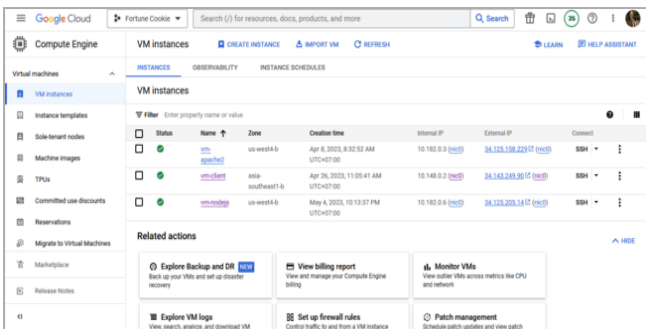 Google Cloud
Fortune Cookie
Search (/) for resources, docs, products, and more
Search
35
Compute Engine
VM instances
CREATE INSTANCE
IMPORT VM
REFRESH
LEARN
HELP ASSISTANT
Virtual machines
VM instances
Instance templates
Sole-tenant nodes
Machine images
TPUs
Committed use discounts
Reservations
Migrate to Virtual Machines
Marketplace
Release Notes
INSTANCES OBSERVABILITY INSTANCE SCHEDULES
VM instances
Filter Enter property name or value
Status Name Zone Creation time Internal IP External IP Connect
vm-apache2 us-west4-b Apr 8, 2023, 8:32:52 AM UTC+07:00 10.182.0.3 (nic0) 34.125.158.229 (nic0) SSH
vm-client asia-southeast1-b Apr 26, 2023, 11:05:41 AM UTC+07:00 10.148.0.2 (nic0) 34.143.249.90 (nic0) SSH
vm-nodejs us-west4-b May 4, 2023, 10:13:37 PM UTC+07:00 10.182.0.6 (nic0) 34.125.205.14 (nic0) SSH
Related actions
HIDE
Explore Backup and DR NEW
Back up your VMs and set up disaster
recovery
View billing report
View and manage your Compute Engine
billing
Monitor VMs
View outlier VMs across metrics like CPU
and network
Explore VM logs
View, search, analyze, and download VM
Set up firewall rules
Control traffic to and from a VM instance
Patch management
Schedule patch updates and view patch